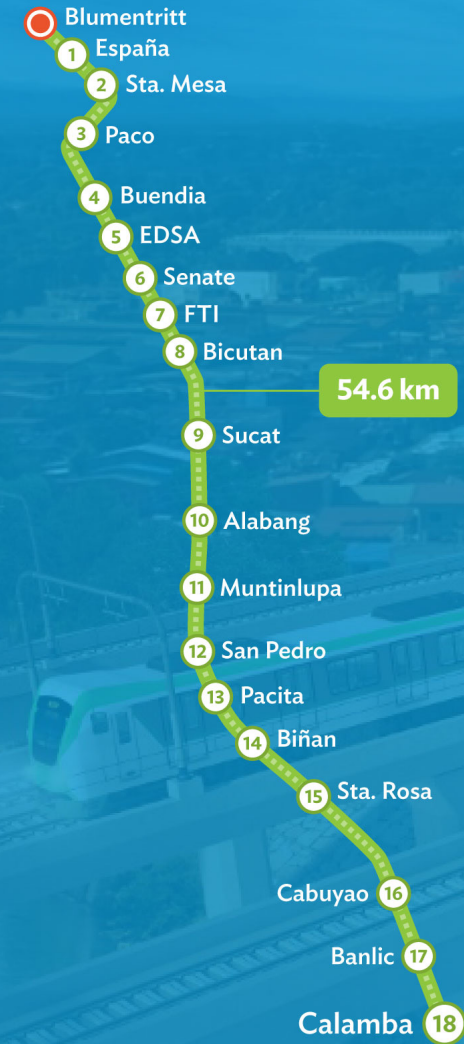 Blumentritt
1 España
2 Sta. Mesa
3 Paco
4 Buendia
5 EDSA
6 Senate
7 FTI
8 Bicutan
54.6 km
9 Sucat
10 Alabang
11 Muntinlupa
12 San Pedro
13 Pacita
14 Biñan
15 Sta. Rosa
Cabuyao 16
Banlic 17
Calamba 18